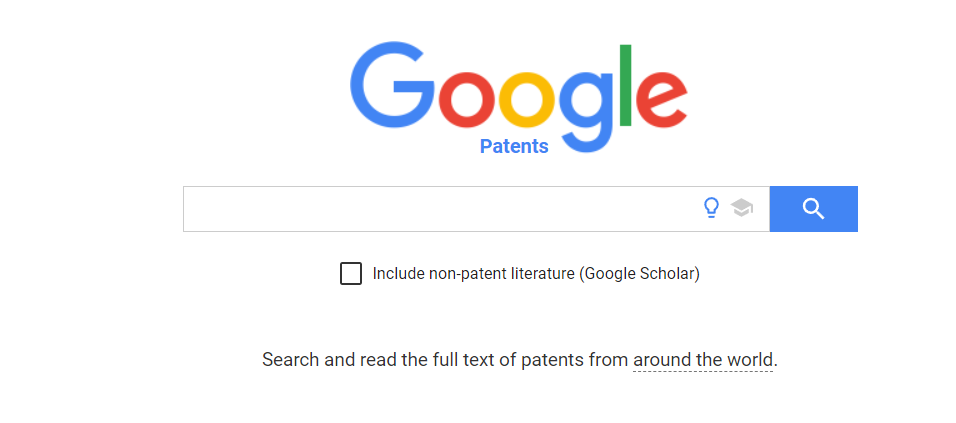 Google
Patents
Include non-patent literature (Google Scholar)
Search and read the full text of patents from around the world.